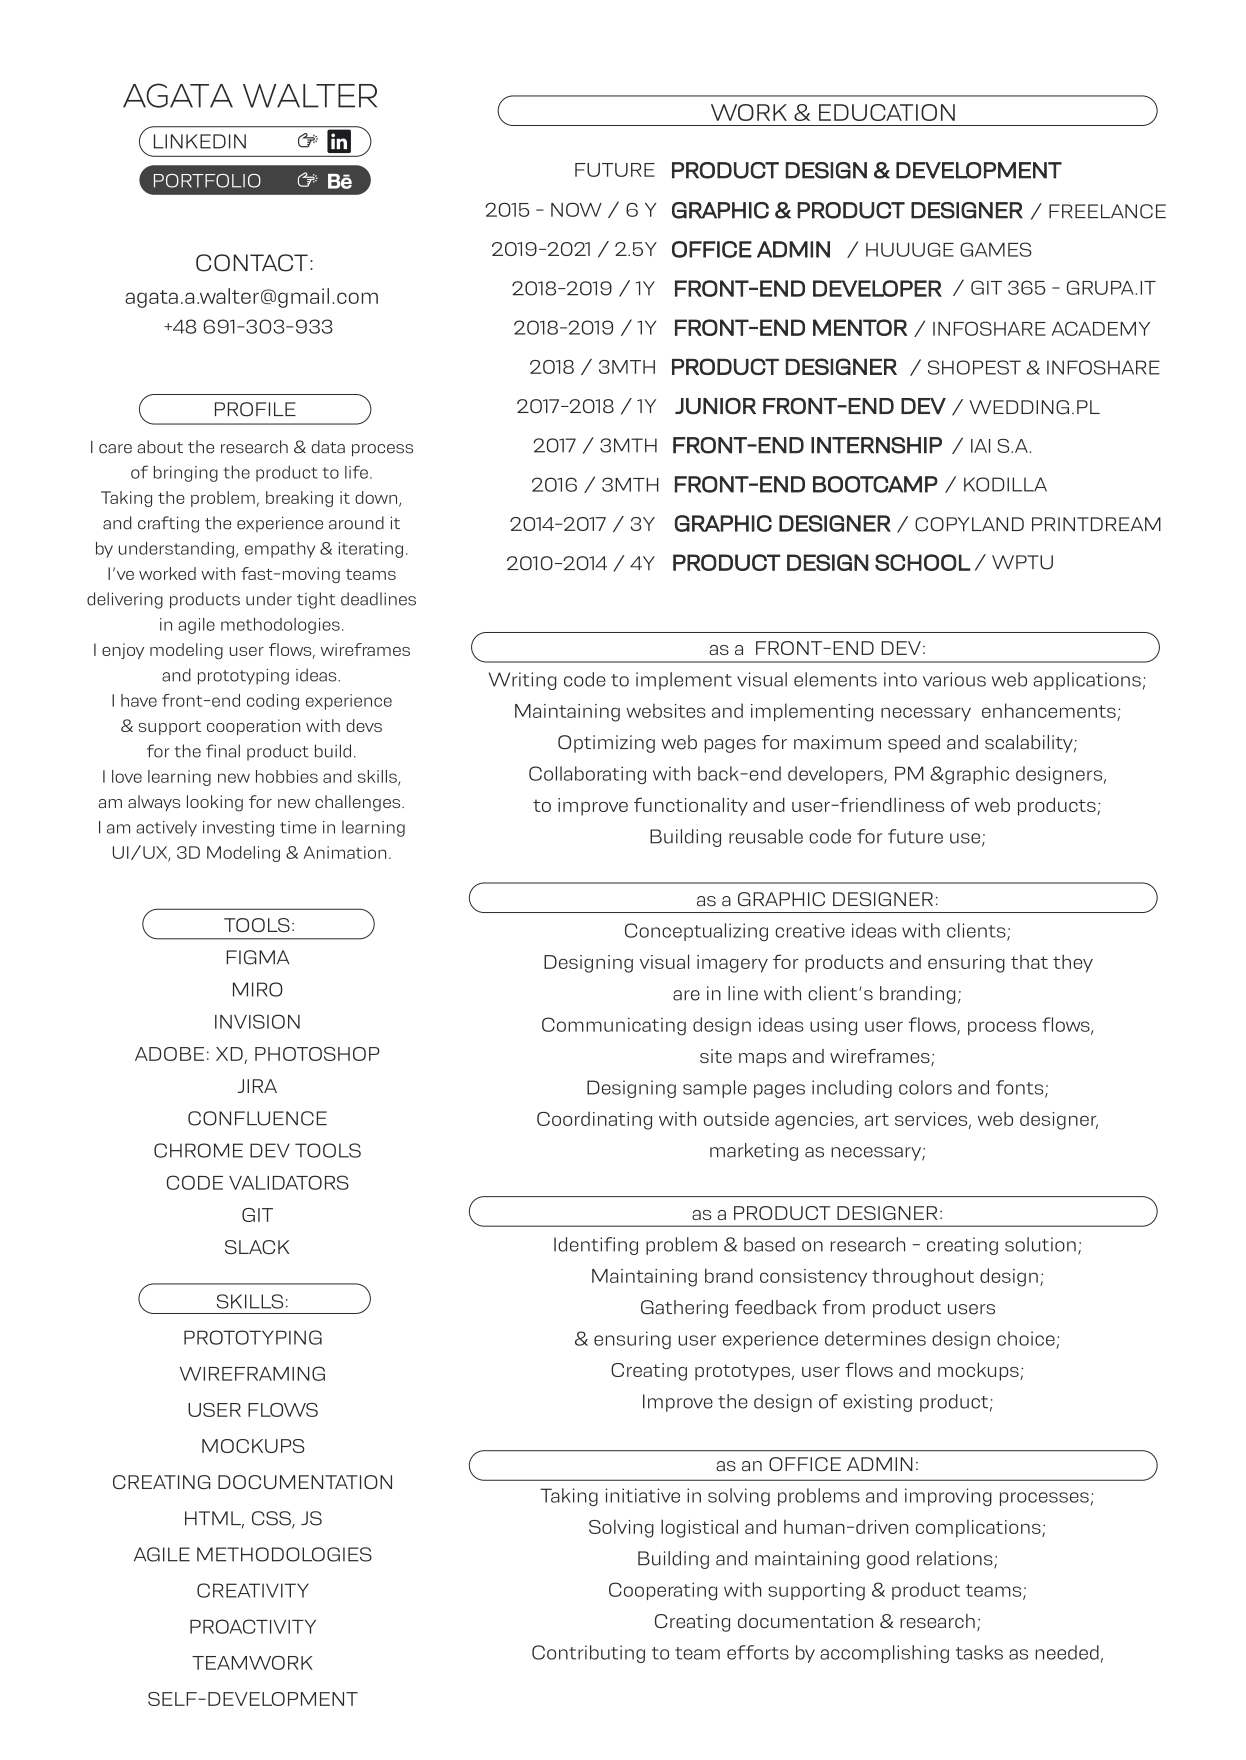 AGATA WALTER
LINKEDIN in
PORTFOLIO Bē
CONTACT:
agata.a.walter@gmail.com
+48 691-303-933
PROFILE
I care about the research & data process
of bringing the product to life.
Taking the problem, breaking it down,
and crafting the experience around it
by understanding, empathy & iterating.
I've worked with fast-moving teams
delivering products under tight deadlines
in agile methodologies.
I enjoy modeling user flows, wireframes
and prototyping ideas.
I have front-end coding experience
& support cooperation with devs
for the final product build.
I love learning new hobbies and skills,
am always looking for new challenges.
I am actively investing time in learning
UI/UX, 3D Modeling & Animation.
TOOLS:
FIGMA
MIRO
INVISION
ADOBE: XD, PHOTOSHOP
JIRA
CONFLUENCE
CHROME DEV TOOLS
CODE VALIDATORS
GIT
SLACK
SKILLS:
PROTOTYPING
WIREFRAMING
USER FLOWS
MOCKUPS
CREATING DOCUMENTATION
HTML, CSS, JS
AGILE METHODOLOGIES
CREATIVITY
PROACTIVITY
TEAMWORK
SELF-DEVELOPMENT
WORK & EDUCATION
FUTURE PRODUCT DESIGN & DEVELOPMENT
2015 - NOW / 6 Y GRAPHIC & PRODUCT DESIGNER / FREELANCE
2019-2021 / 2.5Y OFFICE ADMIN / HUUUGE GAMES
2018-2019 / 1Y FRONT-END DEVELOPER / GIT 365 - GRUPA.IT
2018-2019 / 1Y FRONT-END MENTOR / INFOSHARE ACADEMY
2018 / 3MTH PRODUCT DESIGNER / SHOPEST & INFOSHARE
2017-2018 / 1Y JUNIOR FRONT-END DEV / WEDDING.PL
2017 / 3MTH FRONT-END INTERNSHIP / IAI S.A.
2016 / 3MTH FRONT-END BOOTCAMP / KODILLA
2014-2017 / 3Y GRAPHIC DESIGNER / COPYLAND PRINTDREAM
2010-2014 / 4Y PRODUCT DESIGN SCHOOL / WPTU
as a FRONT-END DEV:
Writing code to implement visual elements into various web applications;
Maintaining websites and implementing necessary enhancements;
Optimizing web pages for maximum speed and scalability;
Collaborating with back-end developers, PM &graphic designers,
to improve functionality and user-friendliness of web products;
Building reusable code for future use;
as a GRAPHIC DESIGNER:
Conceptualizing creative ideas with clients;
Designing visual imagery for products and ensuring that they
are in line with client's branding;
Communicating design ideas using user flows, process flows,
site maps and wireframes;
Designing sample pages including colors and fonts;
Coordinating with outside agencies, art services, web designer,
marketing as necessary;
as a PRODUCT DESIGNER:
Identifing problem & based on research - creating solution;
Maintaining brand consistency throughout design;
Gathering feedback from product users
& ensuring user experience determines design choice;
Creating prototypes, user flows and mockups;
Improve the design of existing product;
as an OFFICE ADMIN:
Taking initiative in solving problems and improving processes;
Solving logistical and human-driven complications;
Building and maintaining good relations;
Cooperating with supporting & product teams;
Creating documentation & research;
Contributing to team efforts by accomplishing tasks as needed,